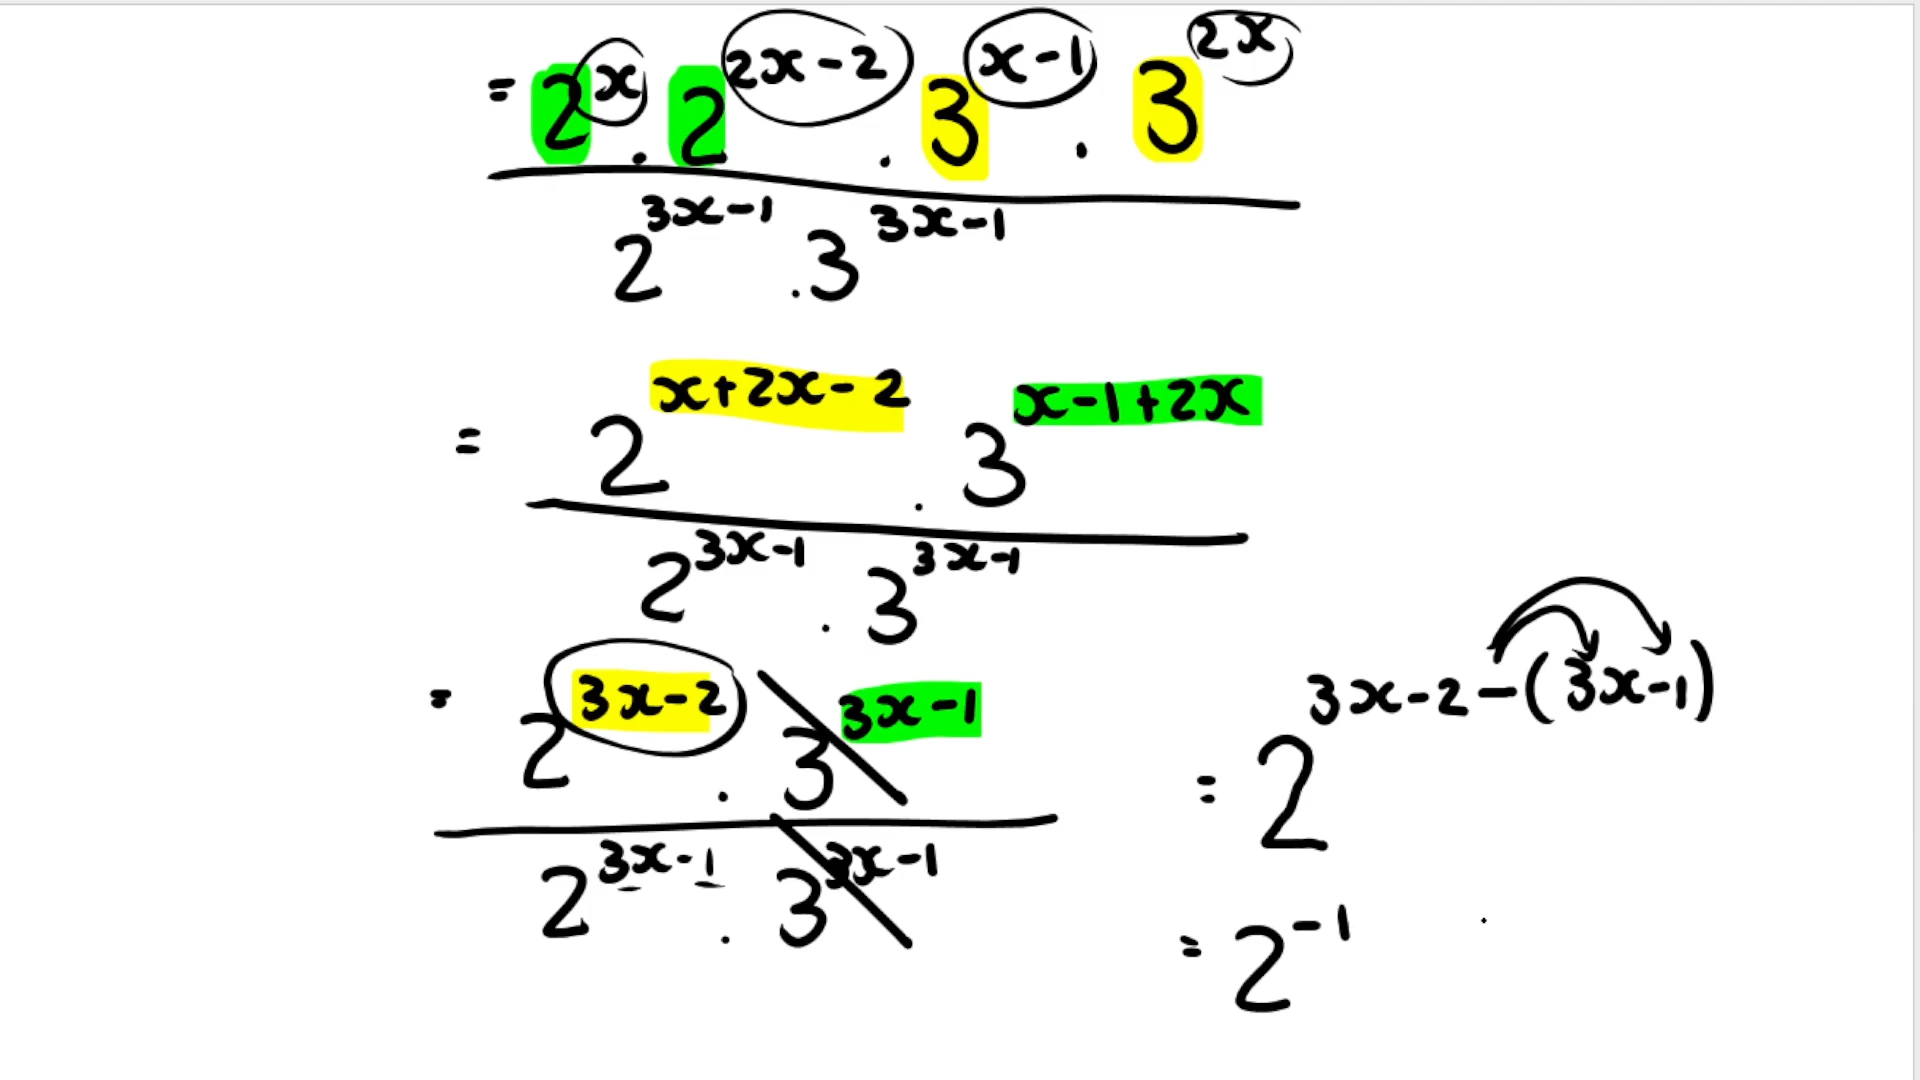 = 2^x . 2^(2x-2) . 3^(x-1) . 3^(2x)
2^(3x-1) . 3^(3x-1)
= 2^(x+2x-2) . 3^(x-1+2x)
2^(3x-1) . 3^(3x-1)
= 2^(3x-2) . 3^(3x-1)
2^(3x-1) . 3^(3x-1)
= 2^(3x-2-(3x-1))
= 2^(-1)